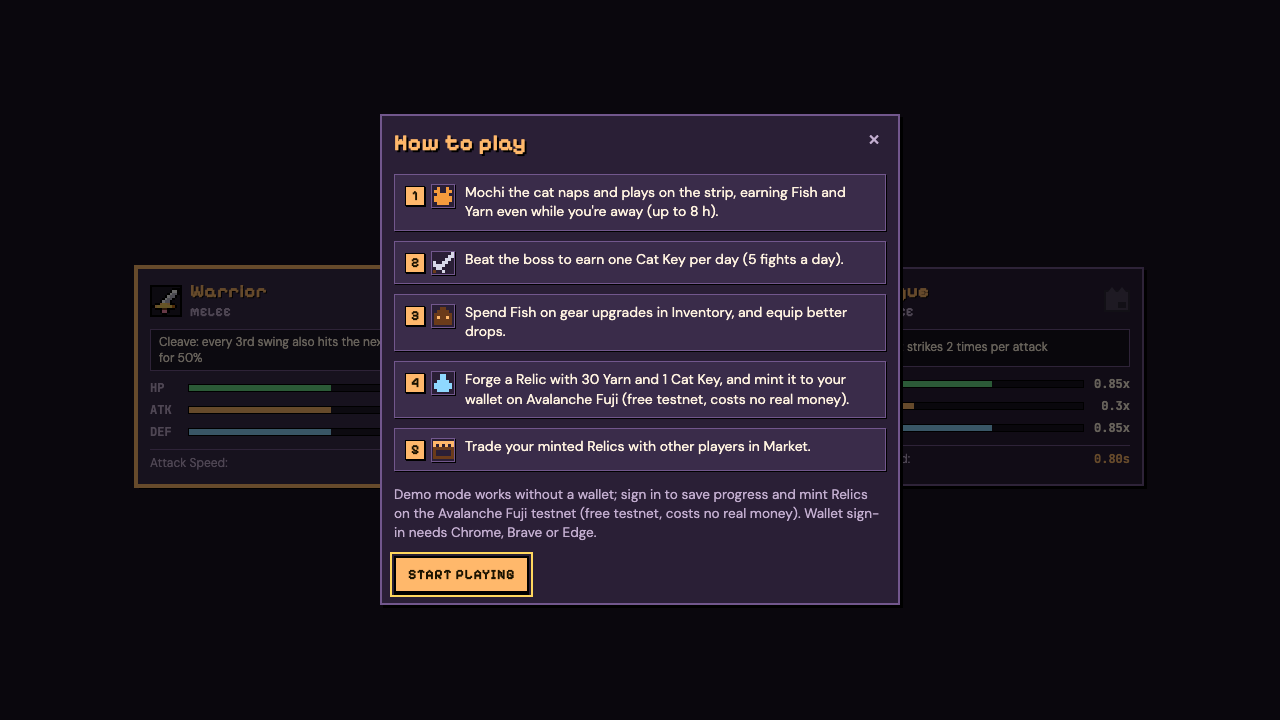 How to play
×
1
Mochi the cat naps and plays on the strip, earning Fish and
Yarn even while you're away (up to 8 h).
2
Beat the boss to earn one Cat Key per day (5 fights a day).
3
Spend Fish on gear upgrades in Inventory, and equip better
drops.
4
Forge a Relic with 30 Yarn and 1 Cat Key, and mint it to your
wallet on Avalanche Fuji (free testnet, costs no real money).
5
Trade your minted Relics with other players in Market.
Demo mode works without a wallet; sign in to save progress and mint Relics
on the Avalanche Fuji testnet (free testnet, costs no real money). Wallet sign-
in needs Chrome, Brave or Edge.
START PLAYING
Warrior
MELEE
Cleave: every 3rd swing also hits the
for 50%
HP
ATK
DEF
Attack Speed:
strikes 2 times per attack
0.85x
0.3x
0.85x
0.80s